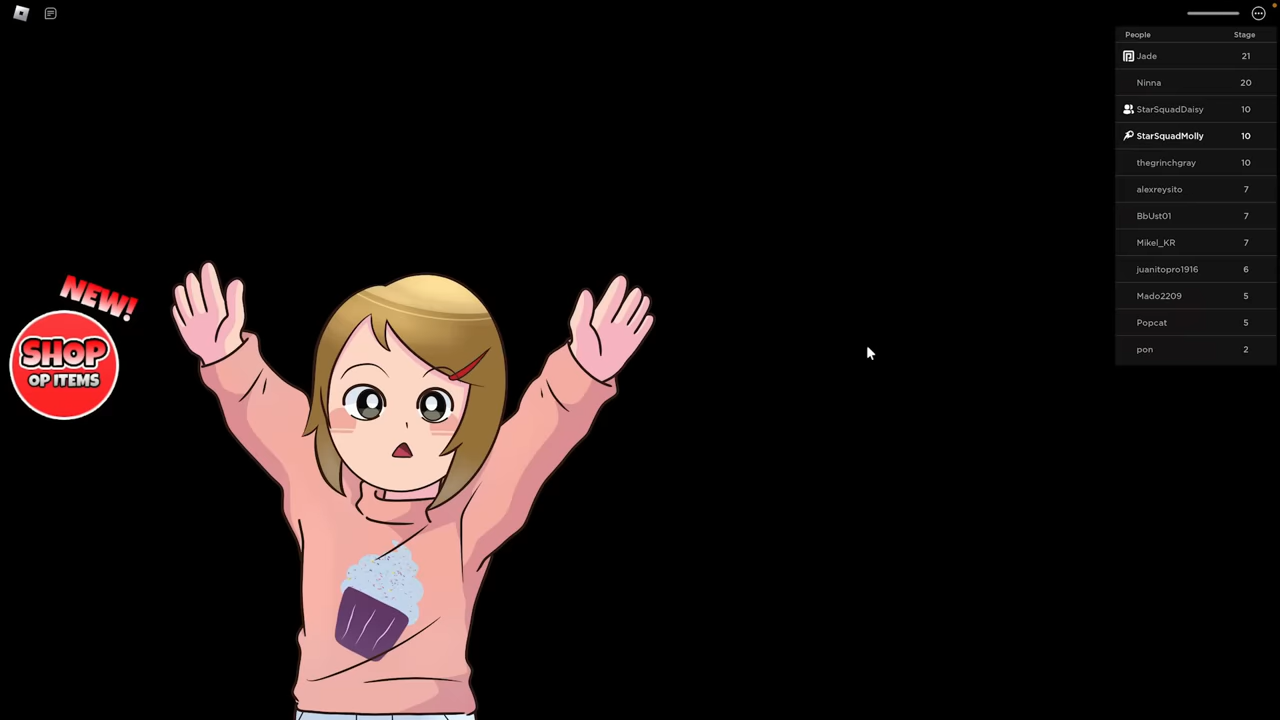 People Stage
Jade 21
Ninna 20
StarSquadDaisy 10
StarSquadMolly 10
thegrinchgray 10
alexreysito 7
BbUst01 7
Mikel_KR 7
juanitopro1916 6
Mado2209 5
Popcat 5
pon 2
NEW!
SHOP
OP ITEMS